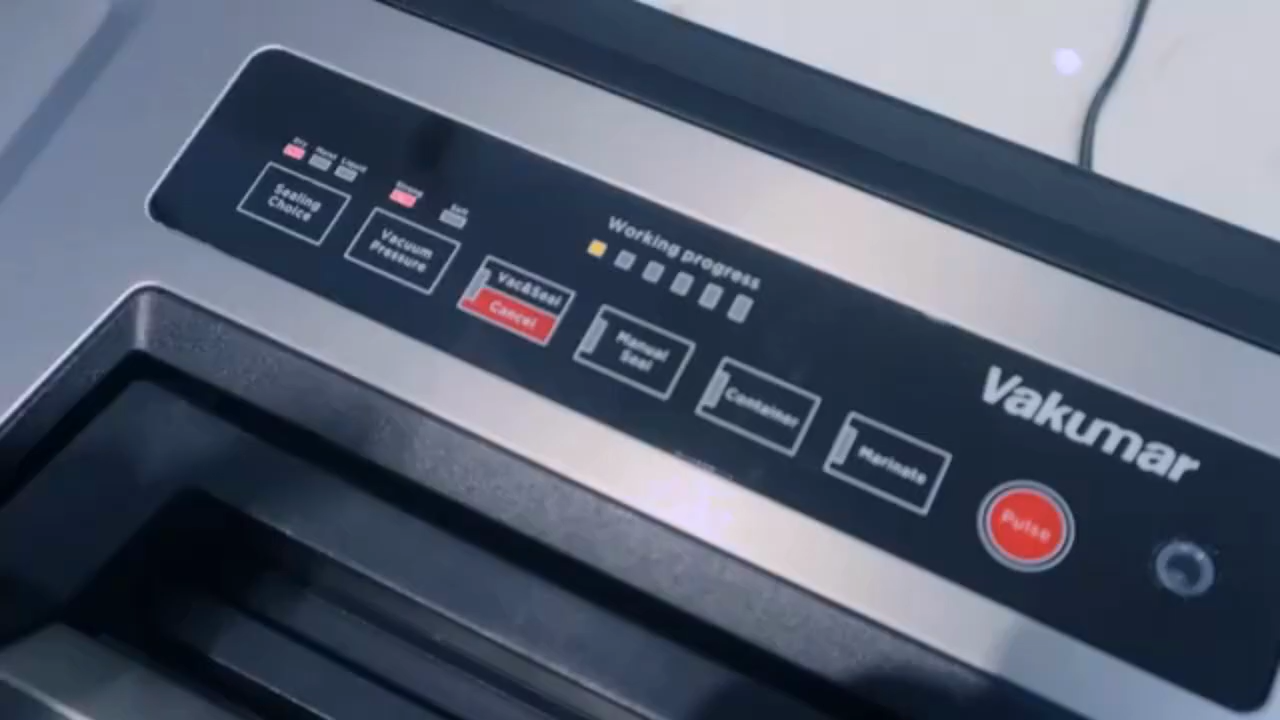 Dry Moist Liquid
Sealing
Choice
Strong Soft
Vacuum
Pressure
Vac&Seal
Cancel
Working progress
Manual
Seal
Container
Marinate
Vakumar
Pulse